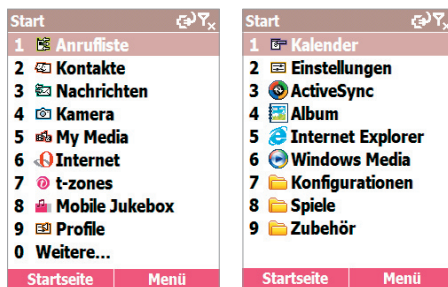 Start
1 Anrufliste
2 Kontakte
3 Nachrichten
4 Kamera
5 My Media
6 Internet
7 t-zones
8 Mobile Jukebox
9 Profile
0 Weitere...
Startseite Menü
Start
1 Kalender
2 Einstellungen
3 ActiveSync
4 Album
5 Internet Explorer
6 Windows Media
7 Konfigurationen
8 Spiele
9 Zubehör
Startseite Menü